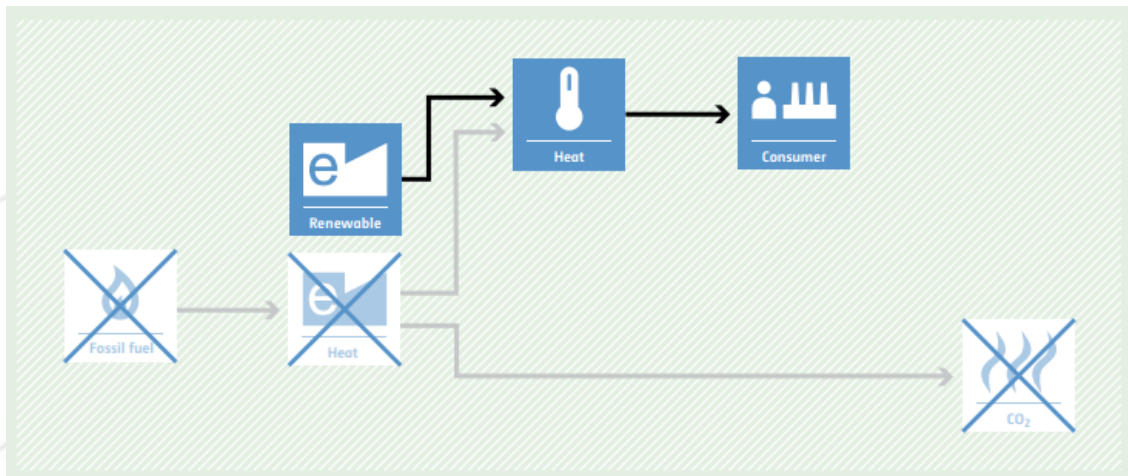 Heat
Consumer
e
Renewable
Fossil fuel
e
Heat
CO₂